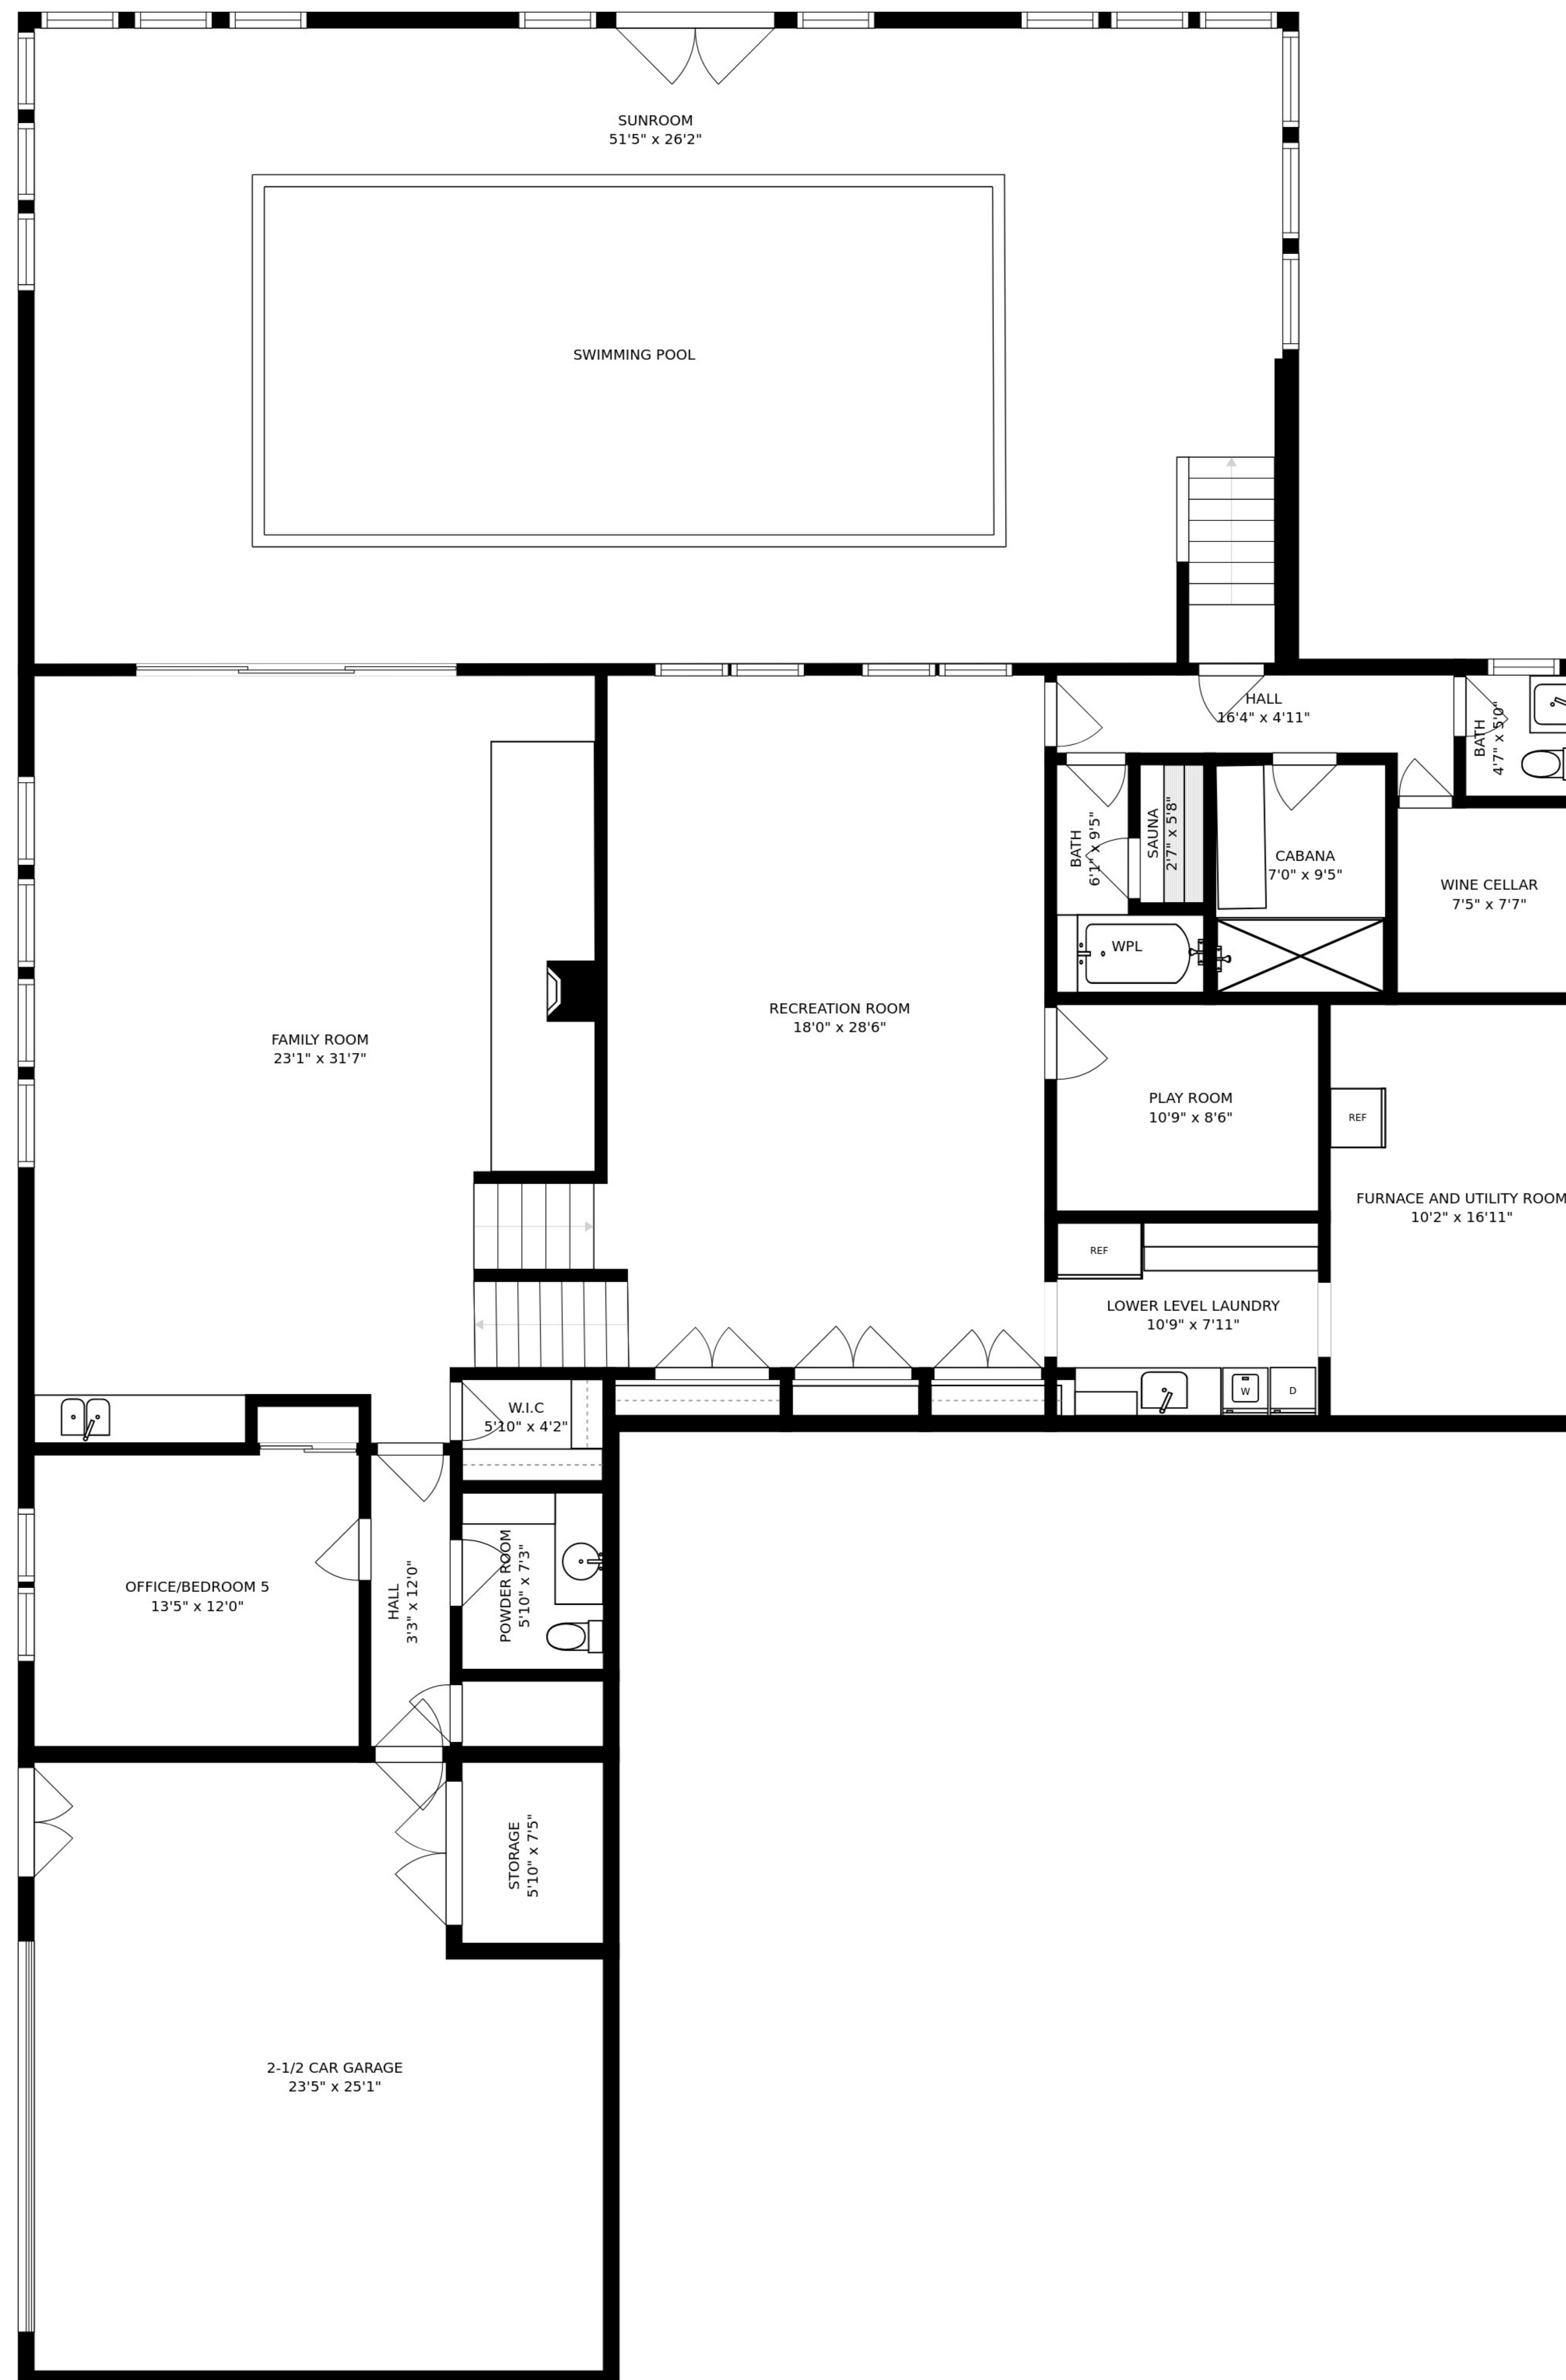 SUNROOM
51'5" x 26'2"
SWIMMING POOL
HALL
16'4" x 4'11"
BATH
4'7" x 5'0"
BATH
6'1" x 9'5"
SAUNA
2'7" x 5'8"
CABANA
7'0" x 9'5"
WINE CELLAR
7'5" x 7'7"
WPL
RECREATION ROOM
18'0" x 28'6"
FAMILY ROOM
23'1" x 31'7"
PLAY ROOM
10'9" x 8'6"
REF
FURNACE AND UTILITY ROOM
10'2" x 16'11"
REF
LOWER LEVEL LAUNDRY
10'9" x 7'11"
W
D
W.I.C
5'10" x 4'2"
OFFICE/BEDROOM 5
13'5" x 12'0"
HALL
3'3" x 12'0"
POWDER ROOM
5'10" x 7'3"
STORAGE
5'10" x 7'5"
2-1/2 CAR GARAGE
23'5" x 25'1"